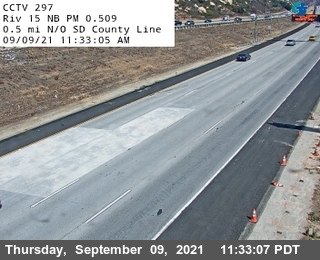 CCTV 297
Riv 15 NB PM 0.509
0.5 mi N/O SD County Line
09/09/21 11:33:05 AM
Thursday, September 09, 2021 11:33:07 PDT